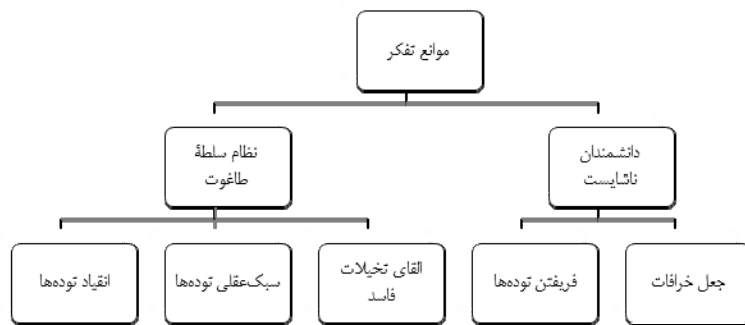 موانع تفکر
دانشمندان
ناشایست
نظام سلطهٔ
طاغوت
جعل خرافات
فریفتن توده‌ها
القای تخیلات
فاسد
سبک‌عقلی توده‌ها
انقیاد توده‌ها